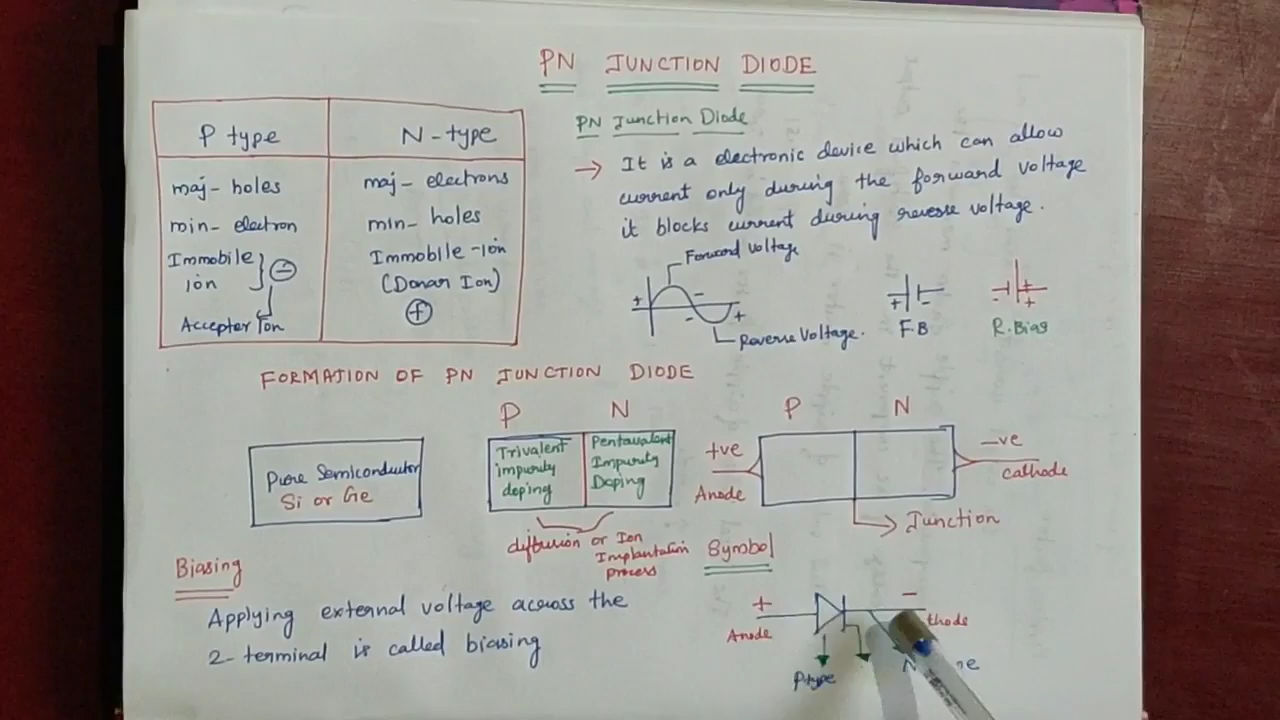 PN JUNCTION DIODE
P type
N-type
maj- holes
maj- electrons
min- electron
min- holes
Immobile
ion
−
Accepter Ion
Immobile -ion
(Donar Ion)
+
PN Junction Diode
→ It is a electronic device which can allow
current only during the forward voltage
it blocks current during reverse voltage.
Forward voltage
+ −
− +
Reverse Voltage.
+ −
F.B
− +
+
R.Bias
FORMATION OF PN JUNCTION DIODE
Pure Semiconductor
Si or Ge
P N
Trivalent
impurity
doping
Pentavalent
Impurity
Doping
diffusion or Ion
Implantation
process
P N
+ve
Anode
−ve
Cathode
Junction
Biasing
Applying external voltage across the
2-terminal is called biasing
Symbol
+ −
Anode
thode
P-type
N